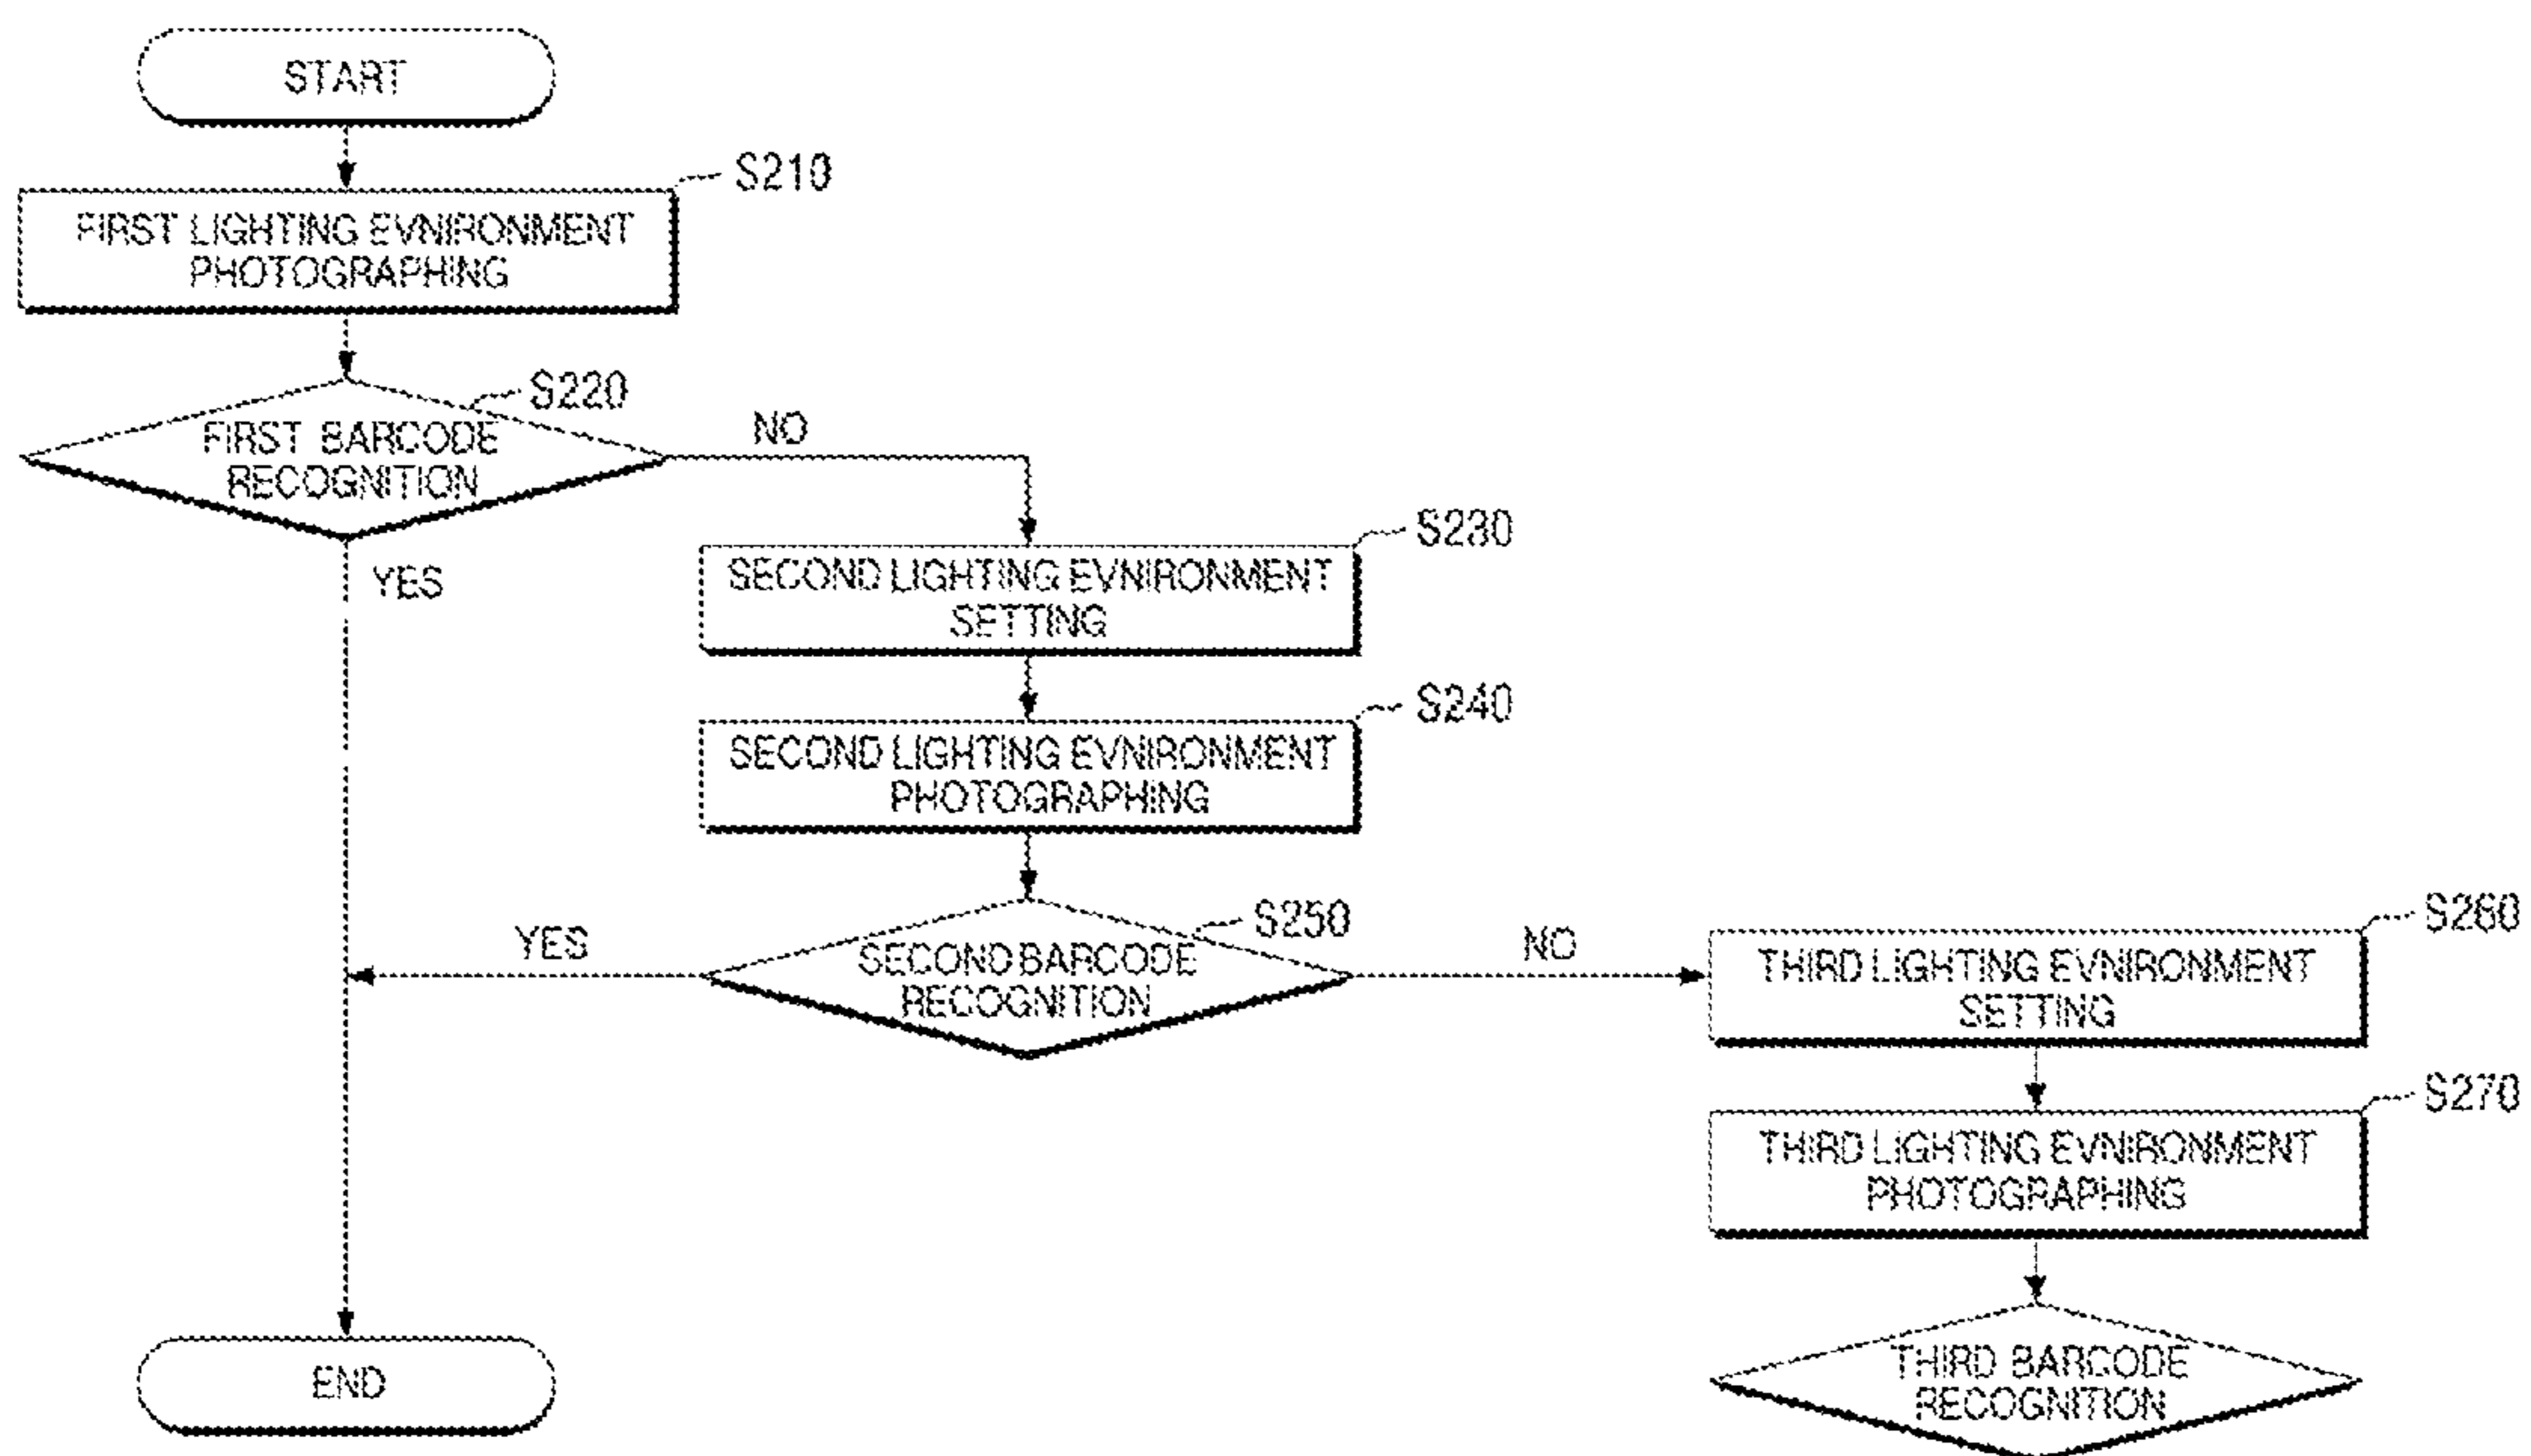 START
S210
FIRST LIGHTING EVNIRONMENT
PHOTOGRAPHING
S220
FIRST BARCODE
RECOGNITION
NO
YES
S230
SECOND LIGHTING EVNIRONMENT
SETTING
S240
SECOND LIGHTING EVNIRONMENT
PHOTOGRAPHING
S250
SECOND BARCODE
RECOGNITION
YES
NO
S260
THIRD LIGHTING EVNIRONMENT
SETTING
S270
THIRD LIGHTING EVNIRONMENT
PHOTOGRAPHING
THIRD BARCODE
RECOGNITION
END